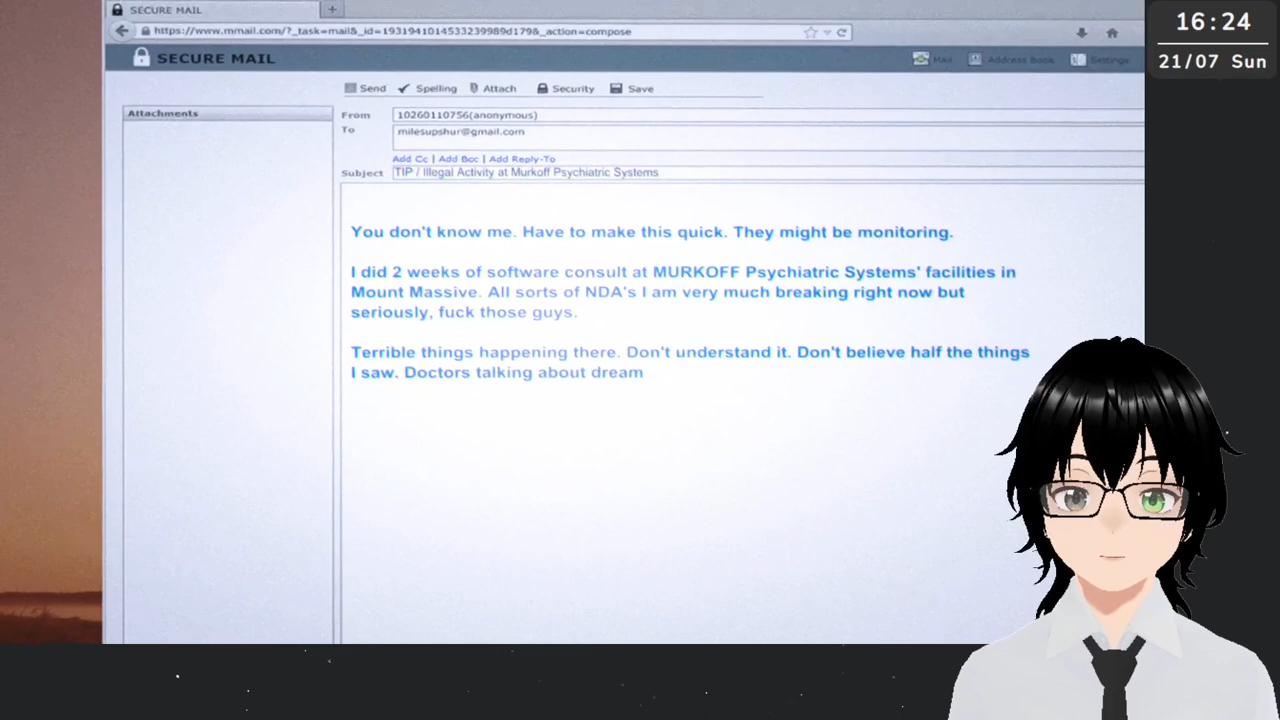 SECURE MAIL
16:24
https://www.mmail.com/?_task=mail&_id=1931941014533239989d179&_action=compose
21/07 Sun
SECURE MAIL
Mail Address Book Settings
Send Spelling Attach Security Save
Attachments
From 10260110756(anonymous)
To milesupshur@gmail.com
Add Cc | Add Bcc | Add Reply-To
Subject TIP / Illegal Activity at Murkoff Psychiatric Systems
You don't know me. Have to make this quick. They might be monitoring.
I did 2 weeks of software consult at MURKOFF Psychiatric Systems' facilities in
Mount Massive. All sorts of NDA's I am very much breaking right now but
seriously, fuck those guys.
Terrible things happening there. Don't understand it. Don't believe half the things
I saw. Doctors talking about dream